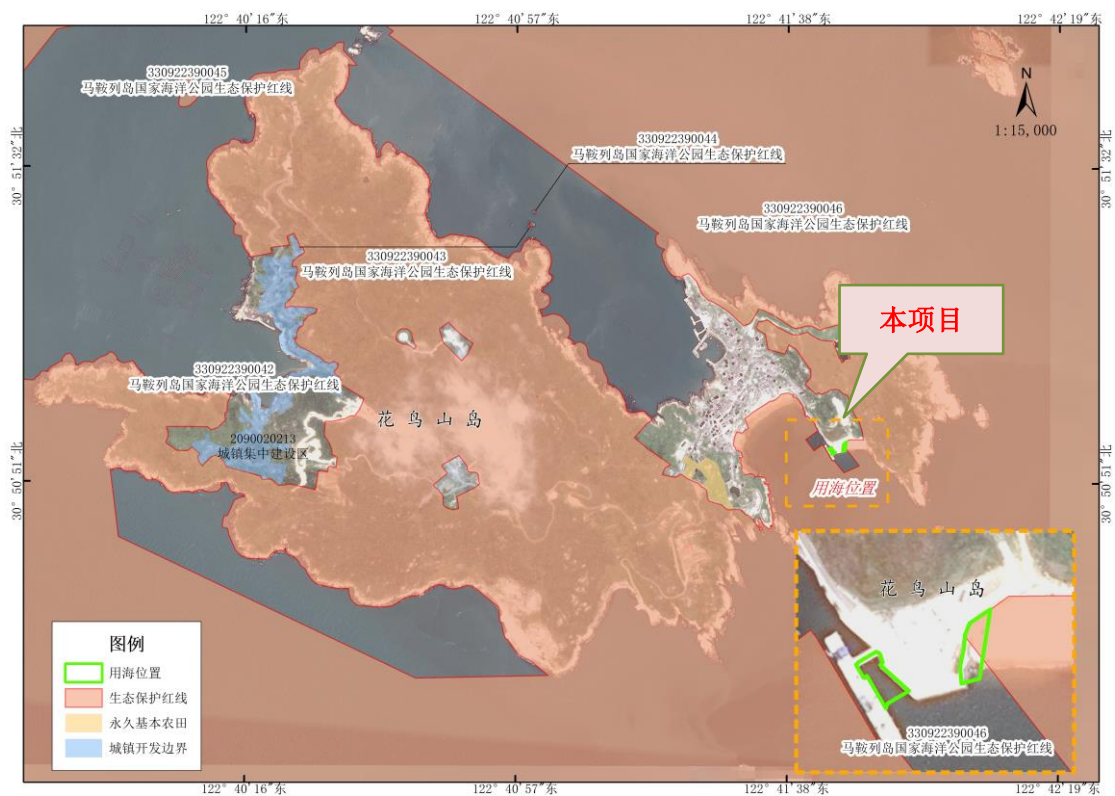 122° 40'16"东
122° 40'57"东
122° 41'38"东
122° 42'19"东
330922390045
马鞍列岛国家海洋公园生态保护红线
N
1:15,000
330922390044
马鞍列岛国家海洋公园生态保护红线
30° 51'32"北
30° 51'32"北
330922390046
马鞍列岛国家海洋公园生态保护红线
330922390043
马鞍列岛国家海洋公园生态保护红线
本项目
330922390042
马鞍列岛国家海洋公园生态保护红线
花鸟山岛
2090020213
城镇集中建设区
30° 50'51"北
30° 50'51"北
用海位置
花鸟山岛
330922390046
马鞍列岛国家海洋公园生态保护红线
图例
用海位置
生态保护红线
永久基本农田
城镇开发边界
122° 40'16"东
122° 40'57"东
122° 41'38"东
122° 42'19"东